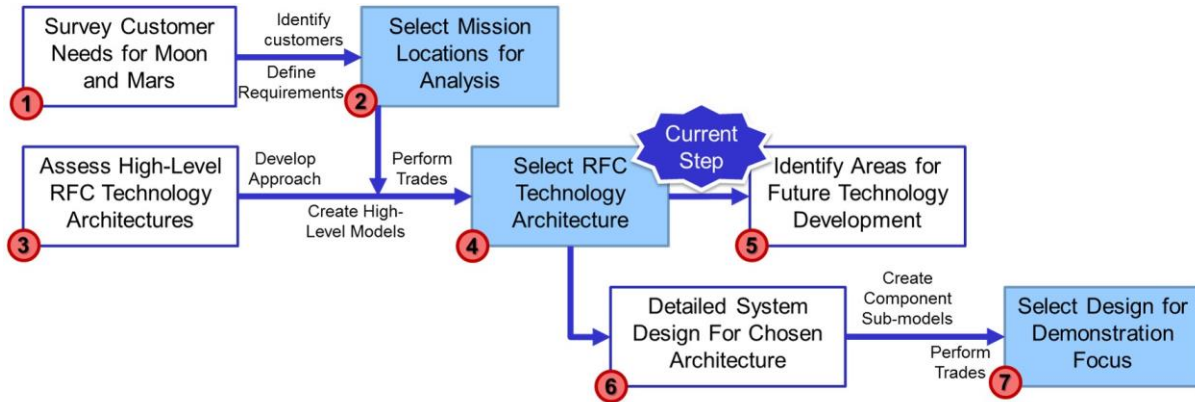 Survey Customer
Needs for Moon
and Mars
1
Identify
customers
Define
Requirements
Select Mission
Locations for
Analysis
2
Assess High-Level
RFC Technology
Architectures
3
Develop
Approach
Perform
Trades
Create High-
Level Models
Select RFC
Technology
Architecture
4
Current
Step
Identify Areas for
Future Technology
Development
5
Detailed System
Design For Chosen
Architecture
6
Create
Component
Sub-models
Perform
Trades
Select Design for
Demonstration
Focus
7